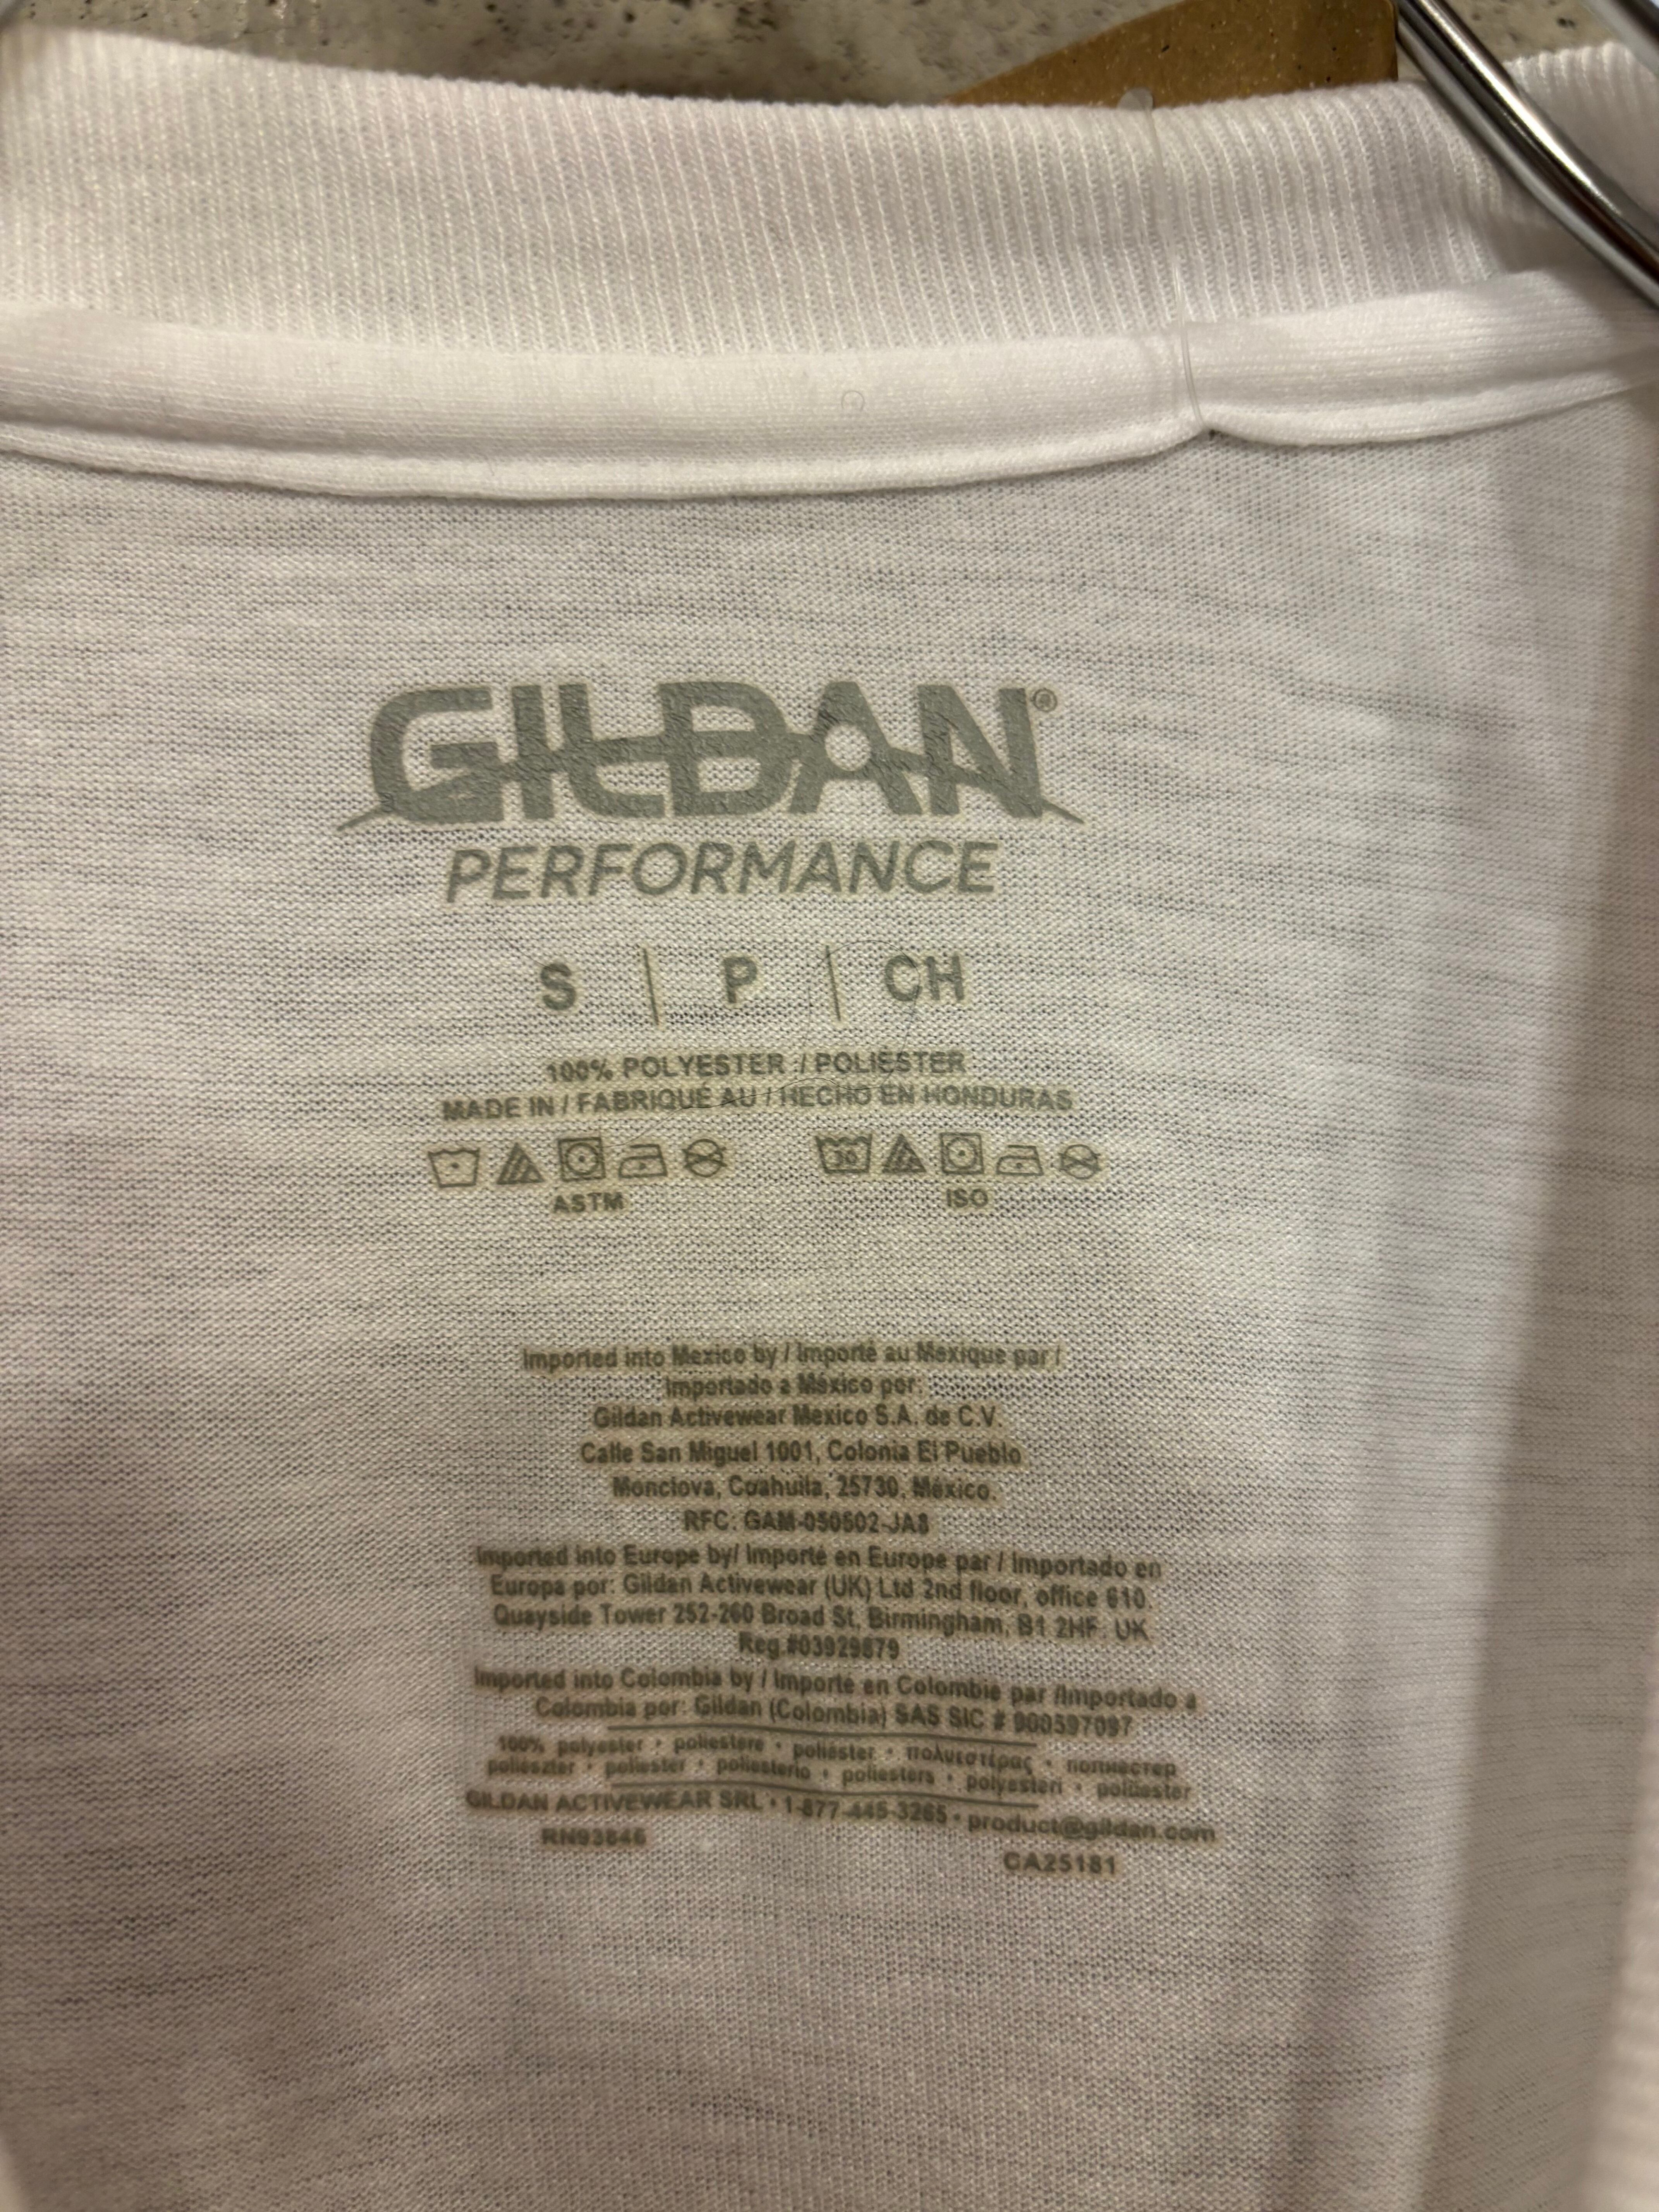 GILDAN®
PERFORMANCE
S | P | CH
100% POLYESTER / POLIÉSTER
MADE IN / FABRIQUÉ AU / HECHO EN HONDURAS
30
ASTM ISO
Imported into Mexico by / Importé au Mexique par /
Importado a México por:
Gildan Activewear Mexico S.A. de C.V.
Calle San Miguel 1001, Colonia El Pueblo
Monclova, Coahuila, 25730, México.
RFC: GAM-050502-JA8
Imported into Europe by/ Importé en Europe par / Importado en
Europa por: Gildan Activewear (UK) Ltd 2nd floor, office 610.
Quayside Tower 252-260 Broad St, Birmingham, B1 2HF. UK
Reg.#03929879
Imported into Colombia by / Importé en Colombie par /Importado a
Colombia por: Gildan (Colombia) SAS SIC # 900597097
100% polyester • poliestere • poliéster • πολυεστέρας • полиэстер
poliészter • poliester • poliesterio • poliesters • polyesteri • poliüester
GILDAN ACTIVEWEAR SRL • 1-877-445-3265 • product@gildan.com
RN93846
CA25181